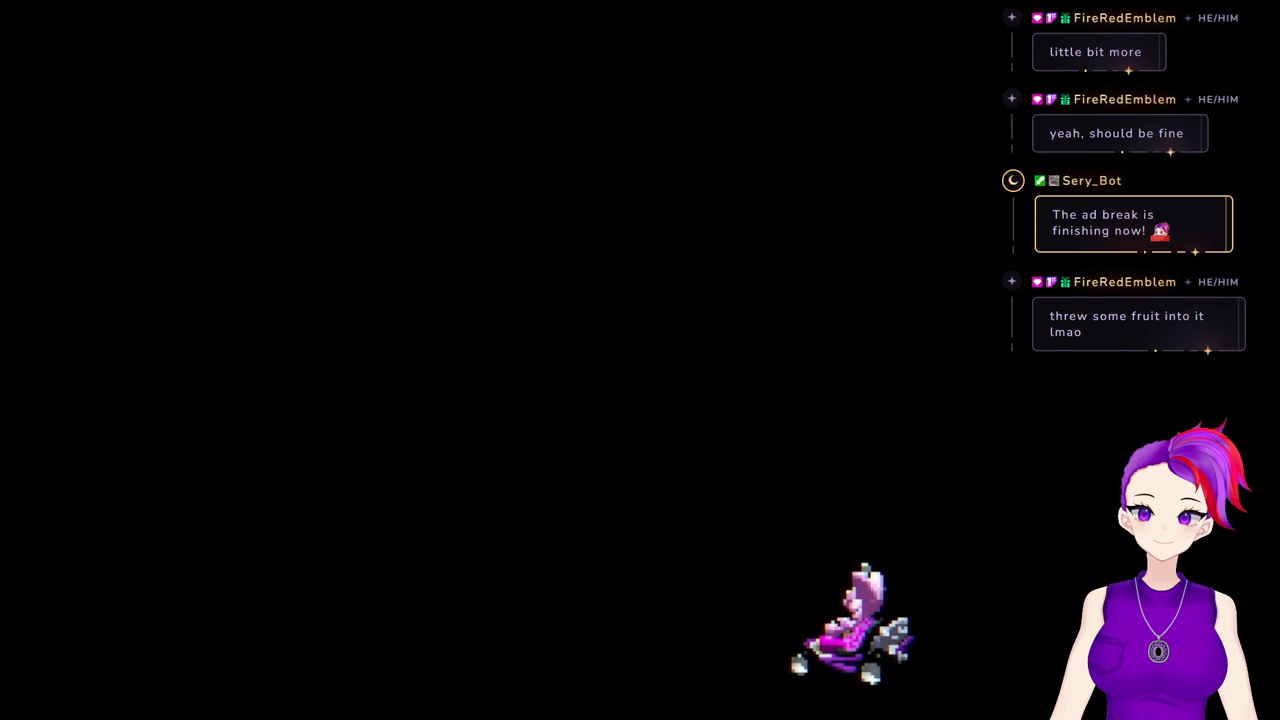 FireRedEmblem HE/HIM
little bit more
FireRedEmblem HE/HIM
yeah, should be fine
Sery_Bot
The ad break is
finishing now!
FireRedEmblem HE/HIM
threw some fruit into it
lmao